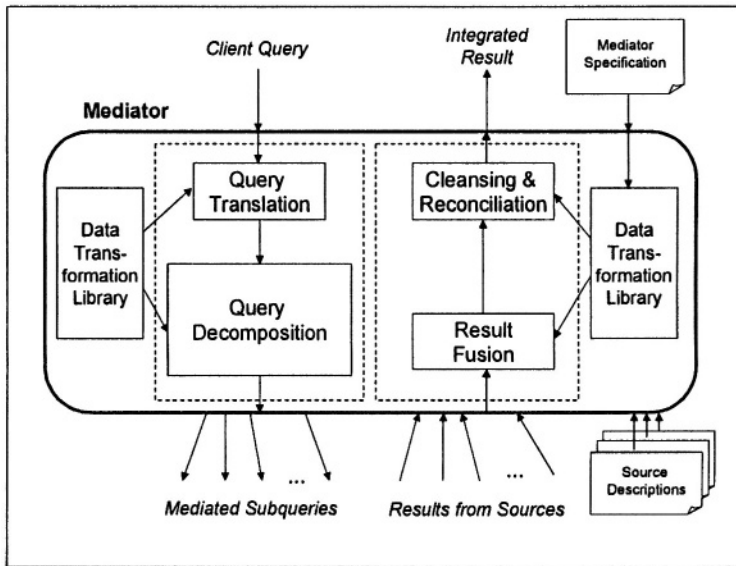 Client Query
Integrated
Result
Mediator
Specification
Mediator
Query
Translation
Cleansing &
Reconciliation
Data
Trans-
formation
Library
Data
Trans-
formation
Library
Query
Decomposition
Result
Fusion
...
...
Source
Descriptions
Mediated Subqueries
Results from Sources